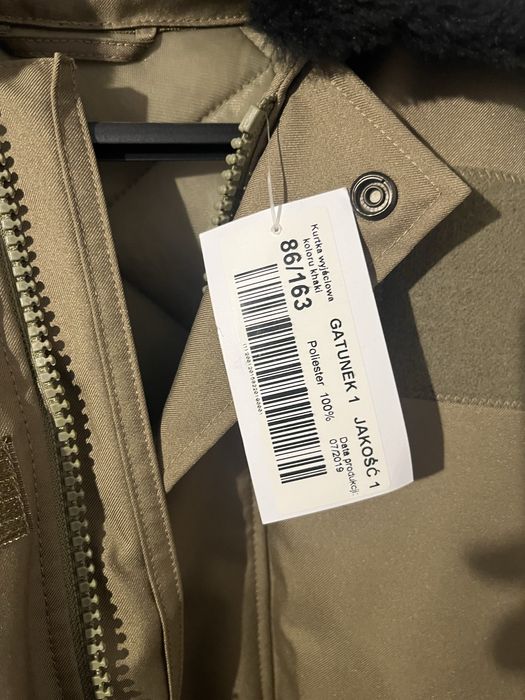 Kurtka wyjściowa
koloru khaki
86/163
GATUNEK 1 JAKOŚĆ 1
Poliester 100%
Data produkcji:
07/2019